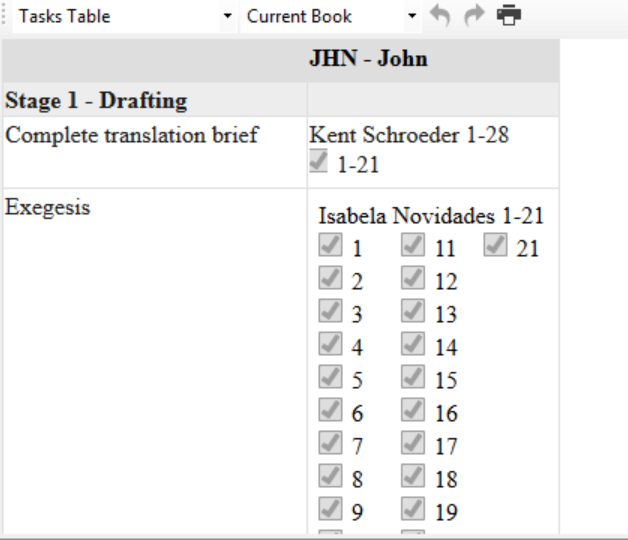 Tasks Table Current Book
JHN - John
Stage 1 - Drafting
Complete translation brief
Kent Schroeder 1-28
1-21
Exegesis
Isabela Novidades 1-21
1 11 21
2 12
3 13
4 14
5 15
6 16
7 17
8 18
9 19